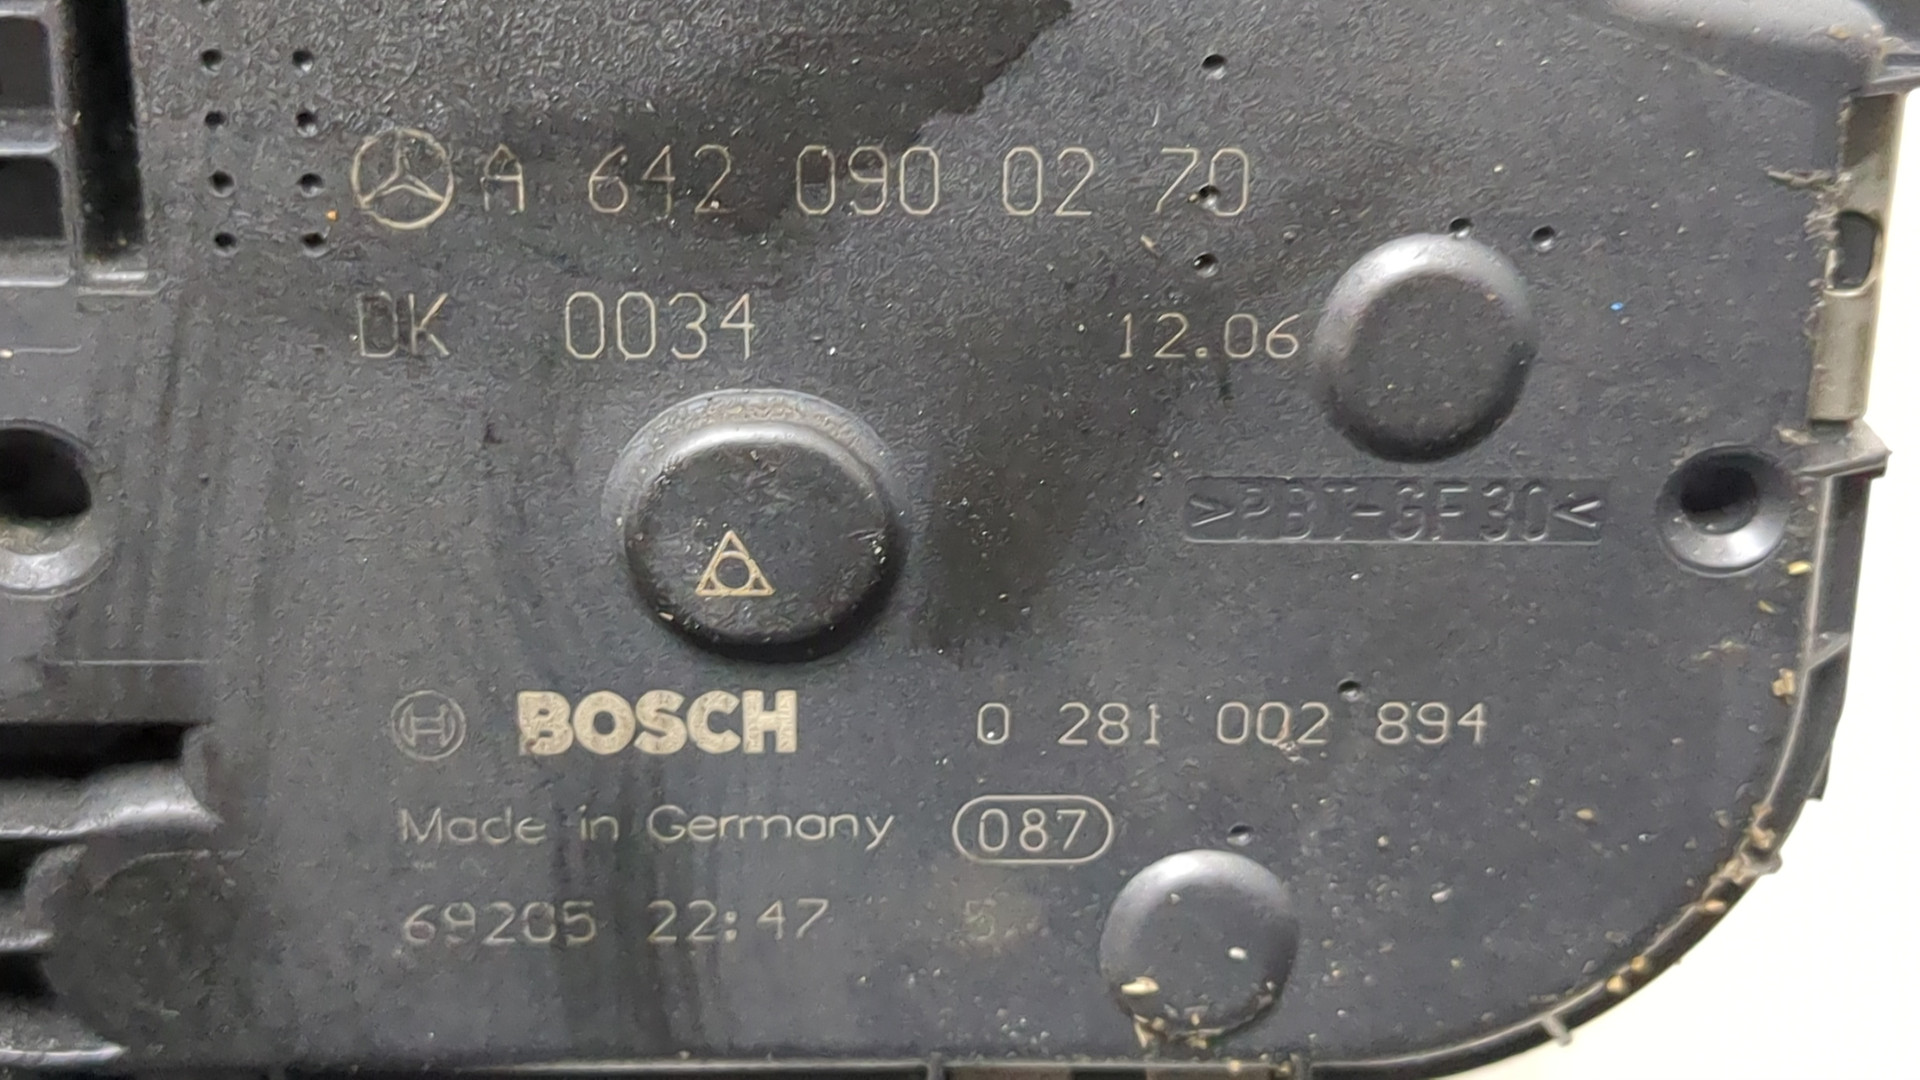 A 642 090 02 70
DK 0034 12.06
>PBT-GF30<
BOSCH 0 281 002 894
Made in Germany 087
69205 22:47 5